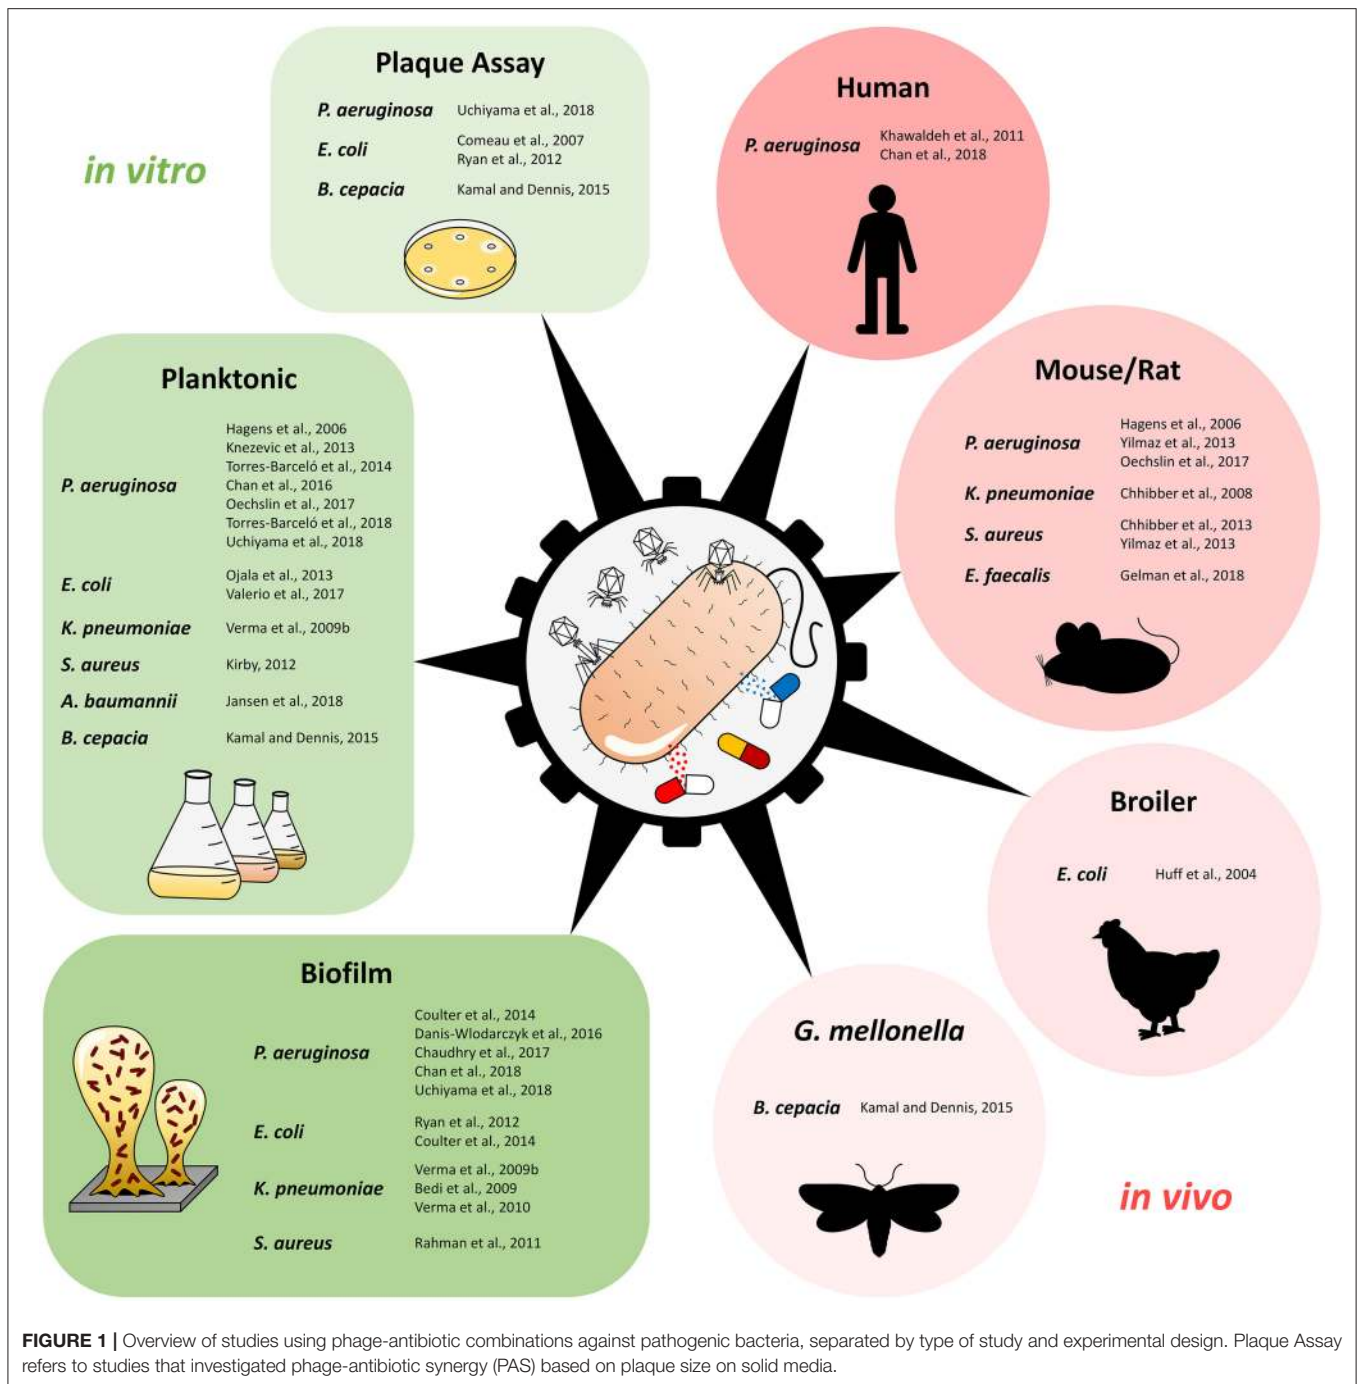 in vitro
Plaque Assay
P. aeruginosa Uchiyama et al., 2018
E. coli Comeau et al., 2007
Ryan et al., 2012
B. cepacia Kamal and Dennis, 2015
Human
P. aeruginosa Khawaldeh et al., 2011
Chan et al., 2018
Planktonic
P. aeruginosa Hagens et al., 2006
Knezevic et al., 2013
Torres-Barceló et al., 2014
Chan et al., 2016
Oechslin et al., 2017
Torres-Barceló et al., 2018
Uchiyama et al., 2018
E. coli Ojala et al., 2013
Valerio et al., 2017
K. pneumoniae Verma et al., 2009b
S. aureus Kirby, 2012
A. baumannii Jansen et al., 2018
B. cepacia Kamal and Dennis, 2015
Mouse/Rat
P. aeruginosa Hagens et al., 2006
Yilmaz et al., 2013
Oechslin et al., 2017
K. pneumoniae Chhibber et al., 2008
S. aureus Chhibber et al., 2013
Yilmaz et al., 2013
E. faecalis Gelman et al., 2018
Broiler
E. coli Huff et al., 2004
Biofilm
P. aeruginosa Coulter et al., 2014
Danis-Wlodarczyk et al., 2016
Chaudhry et al., 2017
Chan et al., 2018
Uchiyama et al., 2018
E. coli Ryan et al., 2012
Coulter et al., 2014
K. pneumoniae Verma et al., 2009b
Bedi et al., 2009
Verma et al., 2010
S. aureus Rahman et al., 2011
G. mellonella
B. cepacia Kamal and Dennis, 2015
in vivo
FIGURE 1 | Overview of studies using phage-antibiotic combinations against pathogenic bacteria, separated by type of study and experimental design. Plaque Assay
refers to studies that investigated phage-antibiotic synergy (PAS) based on plaque size on solid media.